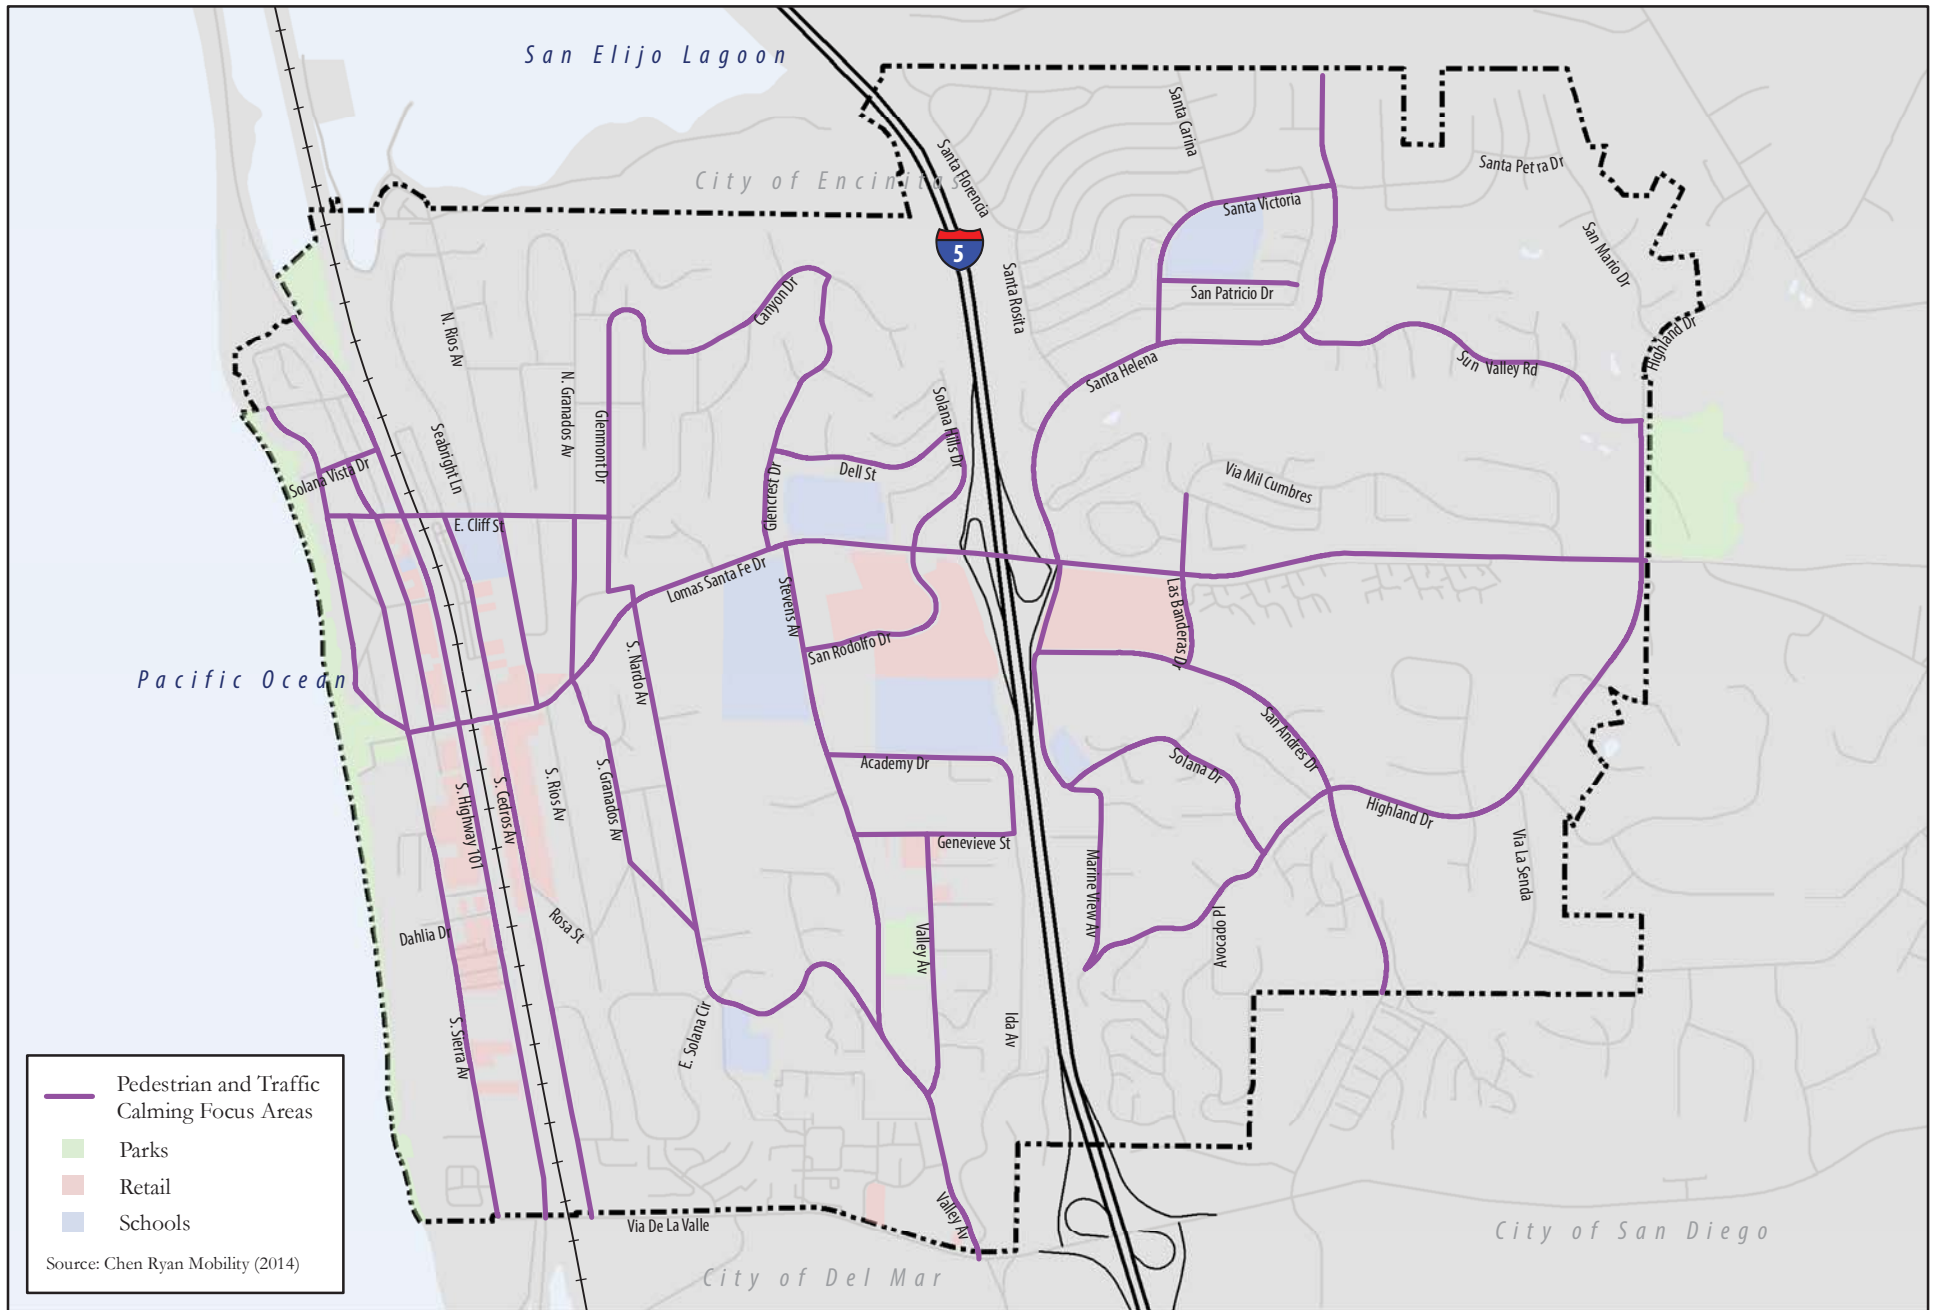 San Elijo Lagoon
City of Encinitas
Santa Florencia
Santa Carina
Santa Petra Dr
Santa Victoria
San Mario Dr
5
San Patricio Dr
Santa Rosita
Canyon Dr
N. Rios Av
Highland Dr
Santa Helena
Sun Valley Rd
N. Granados Av
Glenmont Dr
Solana Hills Dr
Seabright Ln
Solana Vista Dr
Glencrest Dr
Dell St
Via Mil Cumbres
E. Cliff St
Lomas Santa Fe Dr
Stevens Av
Las Banderas Dr
San Rodolfo Dr
S. Nardo Av
Pacific Ocean
San Andres Dr
Solana Dr
Academy Dr
S. Highway 101
S. Cedros Av
S. Rios Av
S. Granados Av
Highland Dr
Genevieve St
Marine View Av
Via La Senda
Dahlia Dr
Rosa St
Valley Av
Avocado Pl
S. Sierra Av
E. Solana Cir
Ida Av
Valley Av
Via De La Valle
City of San Diego
City of Del Mar
Pedestrian and Traffic
Calming Focus Areas
Parks
Retail
Schools
Source: Chen Ryan Mobility (2014)